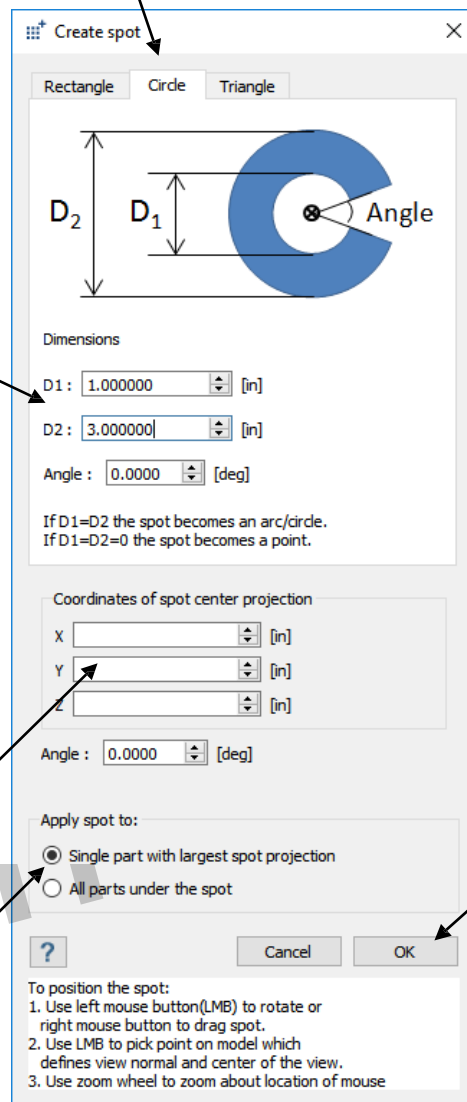 Create spot
Rectangle Circle Triangle
D2 D1 Angle
Dimensions
D1 : 1.000000 [in]
D2 : 3.000000 [in]
Angle : 0.0000 [deg]
If D1=D2 the spot becomes an arc/circle.
If D1=D2=0 the spot becomes a point.
Coordinates of spot center projection
X [in]
Y [in]
Z [in]
Angle : 0.0000 [deg]
Apply spot to:
Single part with largest spot projection
All parts under the spot
? Cancel OK
To position the spot:
1. Use left mouse button(LMB) to rotate or
right mouse button to drag spot.
2. Use LMB to pick point on model which
defines view normal and center of the view.
3. Use zoom wheel to zoom about location of mouse